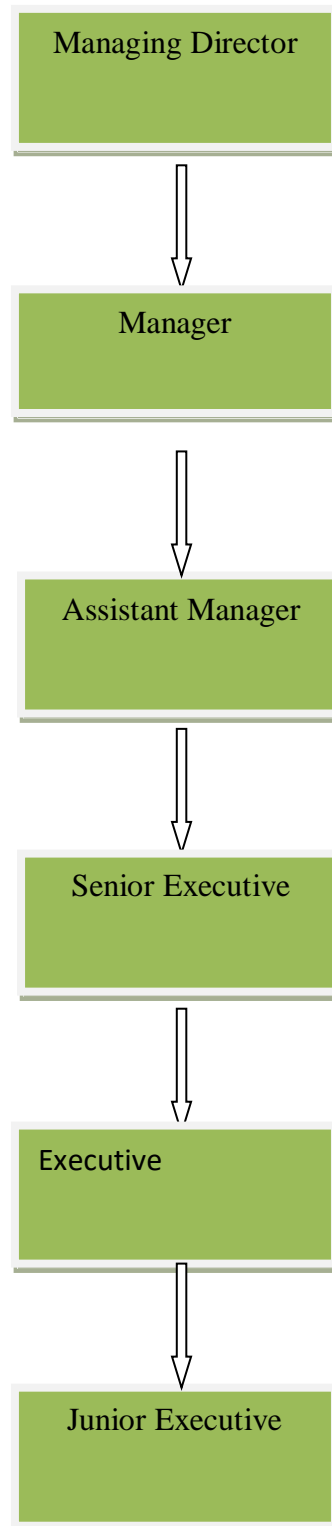 Managing Director
Manager
Assistant Manager
Senior Executive
Executive
Junior Executive